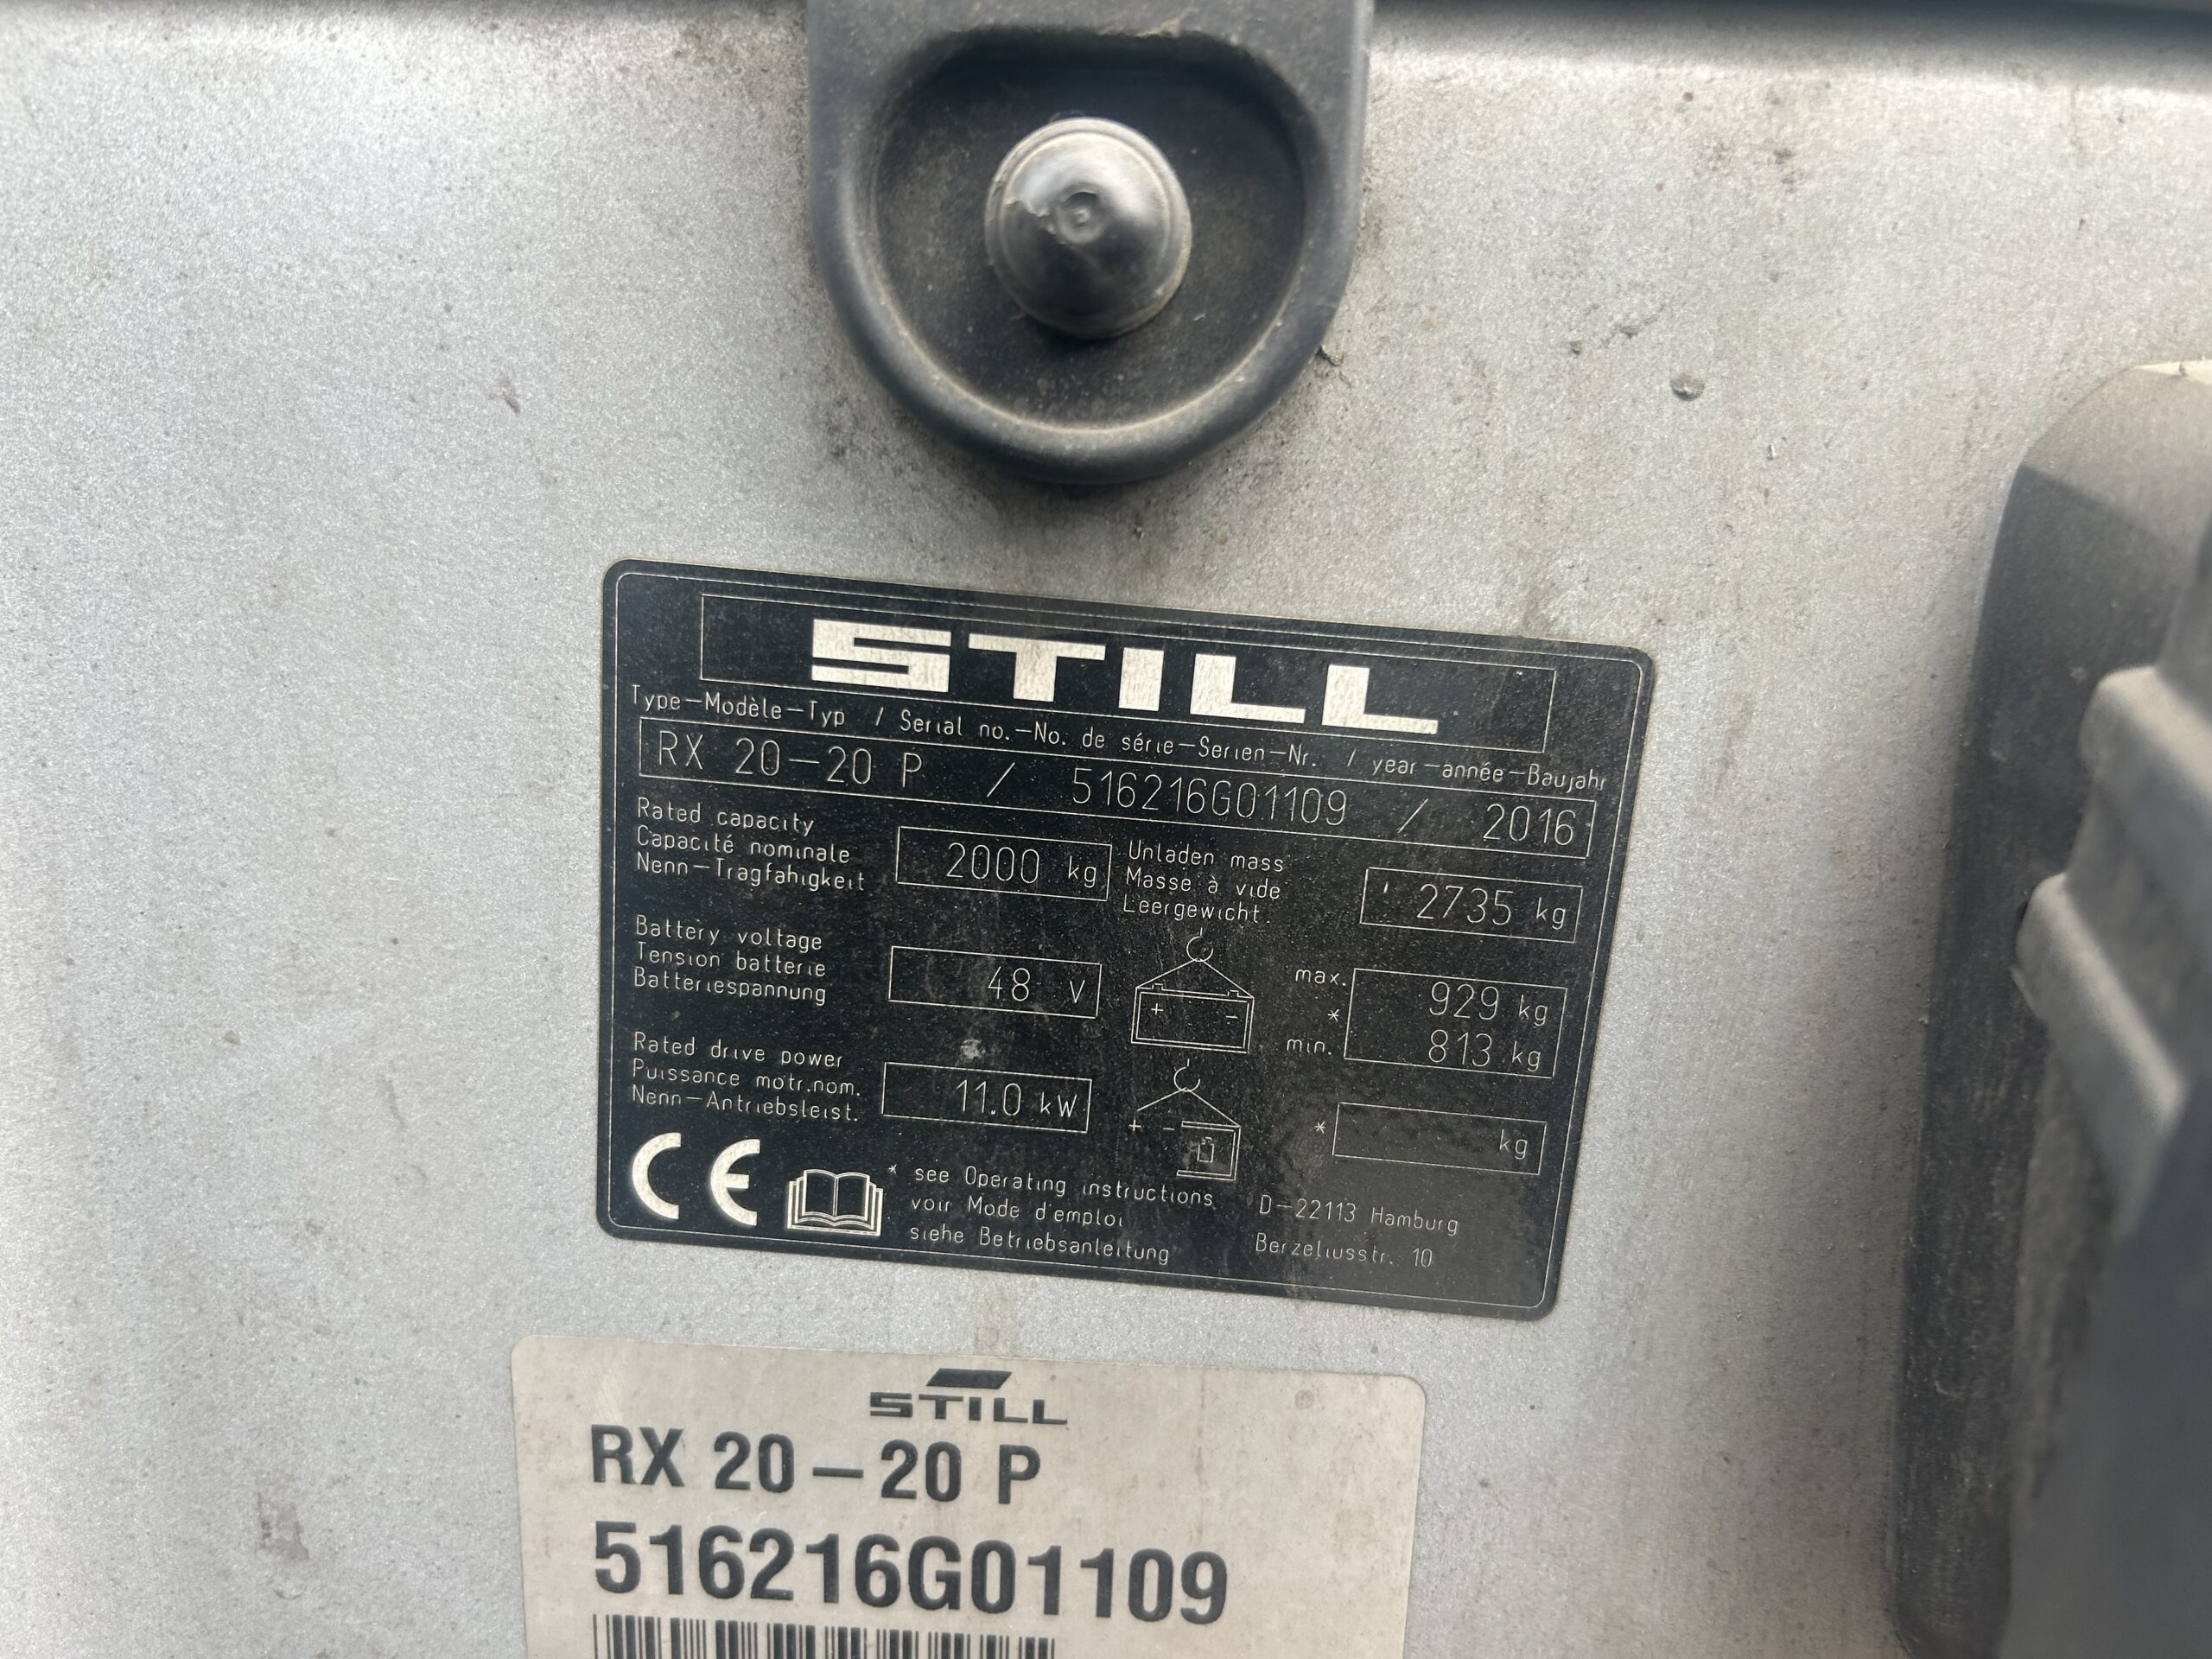 STILL
Type-Modèle-Typ / Serial no.-No. de série-Serien-Nr. / year-année-Baujahr
RX 20-20 P / 516216G01109 / 2016
Rated capacity
Capacité nominale
Nenn-Tragfähigkeit
2000 kg
Unladen mass
Masse à vide
Leergewicht
2735 kg
Battery voltage
Tension batterie
Batteriespannung
48 V
+ -
max. 929 kg
*
min. 813 kg
Rated drive power
Puissance motr.nom.
Nenn-Antriebsleist.
11.0 kW
+ -
* kg
CE
* see Operating instructions
voir Mode d'emploi
siehe Betriebsanleitung
D-22113 Hamburg
Berzeliusstr. 10
STILL
RX 20-20 P
516216G01109